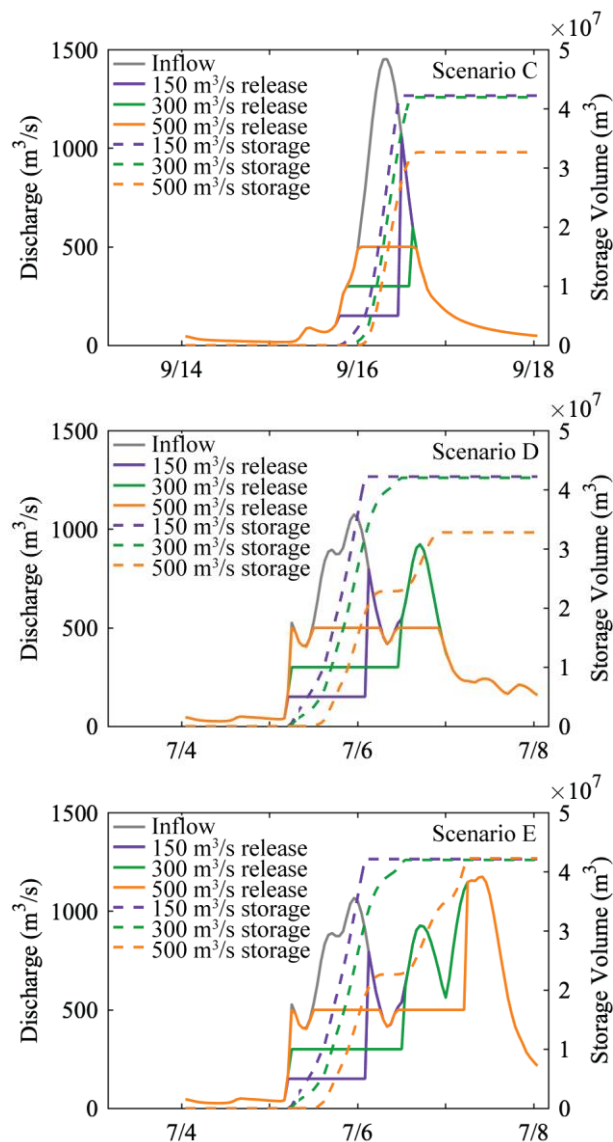 ×10⁷
1500
5
Inflow
Scenario C
150 m³/s release
300 m³/s release
4
500 m³/s release
1000
150 m³/s storage
3
300 m³/s storage
500 m³/s storage
Discharge (m³/s)
Storage Volume (m³)
2
500
1
0
0
9/14
9/16
9/18
×10⁷
1500
5
Inflow
Scenario D
150 m³/s release
300 m³/s release
4
500 m³/s release
1000
150 m³/s storage
3
300 m³/s storage
500 m³/s storage
Discharge (m³/s)
Storage Volume (m³)
2
500
1
0
0
7/4
7/6
7/8
×10⁷
1500
5
Inflow
Scenario E
150 m³/s release
300 m³/s release
4
500 m³/s release
1000
150 m³/s storage
3
300 m³/s storage
500 m³/s storage
Discharge (m³/s)
Storage Volume (m³)
2
500
1
0
0
7/4
7/6
7/8